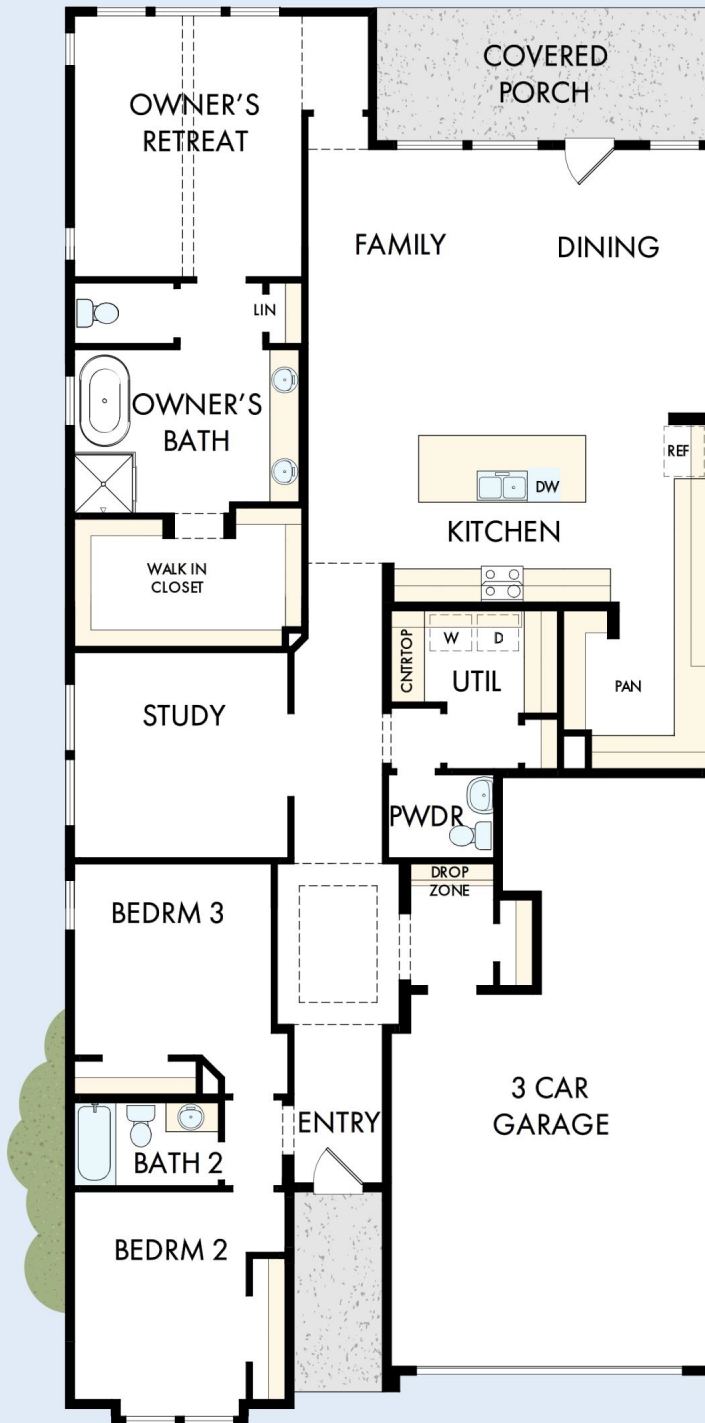 COVERED
PORCH
OWNER'S
RETREAT
FAMILY
DINING
LIN
OWNER'S
BATH
REF
DW
KITCHEN
WALK IN
CLOSET
W
D
CNTRTOP
UTIL
PAN
STUDY
PWDR
DROP
ZONE
BEDRM 3
3 CAR
GARAGE
ENTRY
BATH 2
BEDRM 2